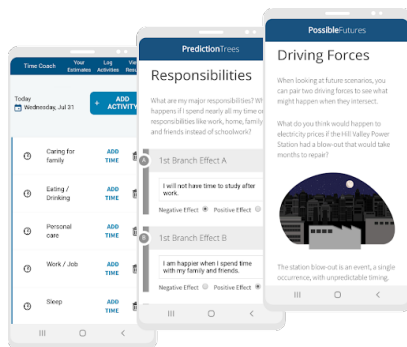 Time Coach
Your
Estimates
Log
Activities
Today
Wednesday, Jul 31
+ ADD
ACTIVITY
Caring for
family
ADD
TIME
Eating /
Drinking
ADD
TIME
Personal
care
ADD
TIME
Work / Job
ADD
TIME
Sleep
ADD
TIME
PredictionTrees
Responsibilities
What are my major responsibilities?
happens if I spend nearly all my time
responsibilities like work, home, family
and friends instead of schoolwork?
A
1st Branch Effect A
I will not have time to study after
work.
Negative Effect Positive Effect
B
1st Branch Effect B
I am happier when I spend time
with my family and friends.
Negative Effect Positive Effect
PossibleFutures
Driving Forces
When looking at future scenarios, you
can pair two driving forces to see what
might happen when they intersect.
What do you think would happen to
electricity prices if the Hill Valley Power
Station had a blow-out that would take
months to repair?
The station blow-out is an event, a single
occurrence, with unpredictable timing.